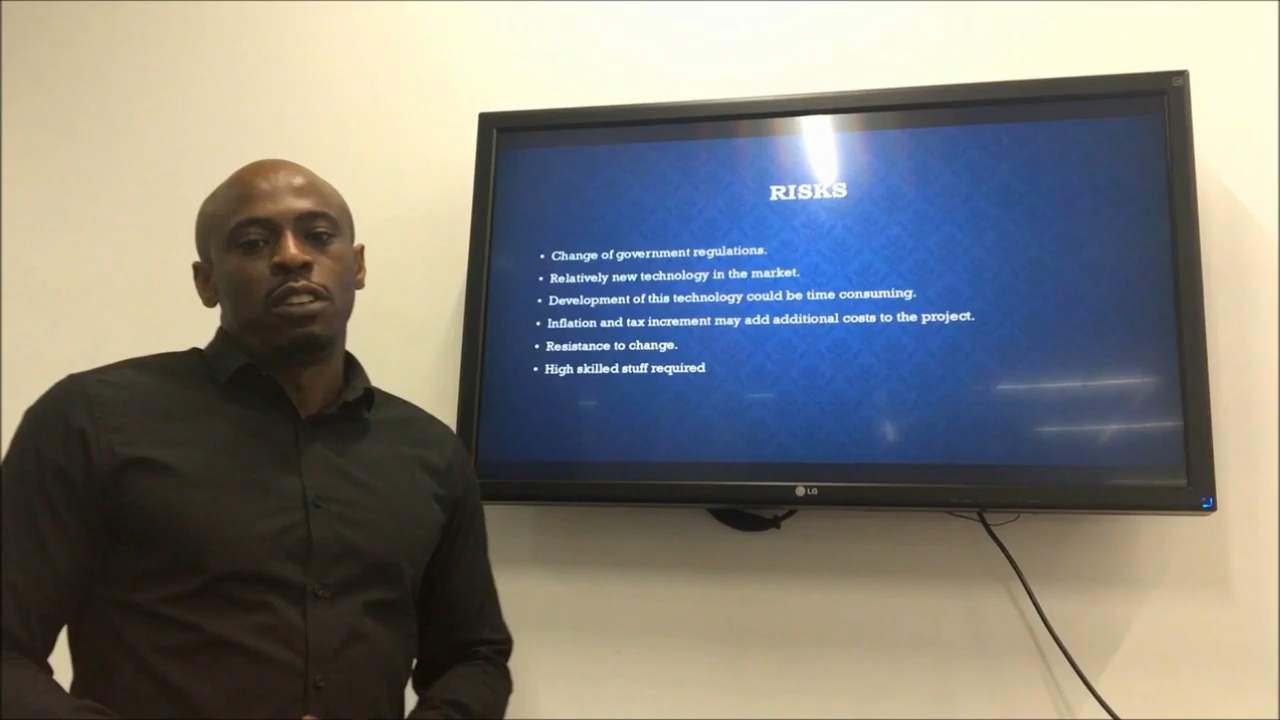 RISKS
• Change of government regulations.
• Relatively new technology in the market.
• Development of this technology could be time consuming.
• Inflation and tax increment may add additional costs to the project.
• Resistance to change.
• High skilled stuff required
LG